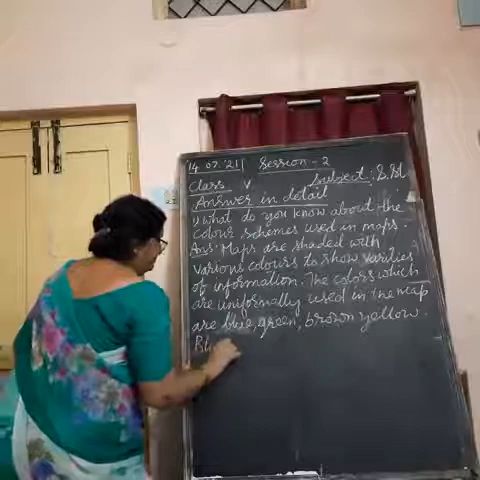 14.07.'21 Session - 2
Class V Subject: S.St
Answer in detail
1) what do you know about the
colour schemes used in maps.
Ans: Maps are shaded with
various colours to show varities
of information. The colors which
are uniformally used in the map
are blue, green, brown yellow.
Bl